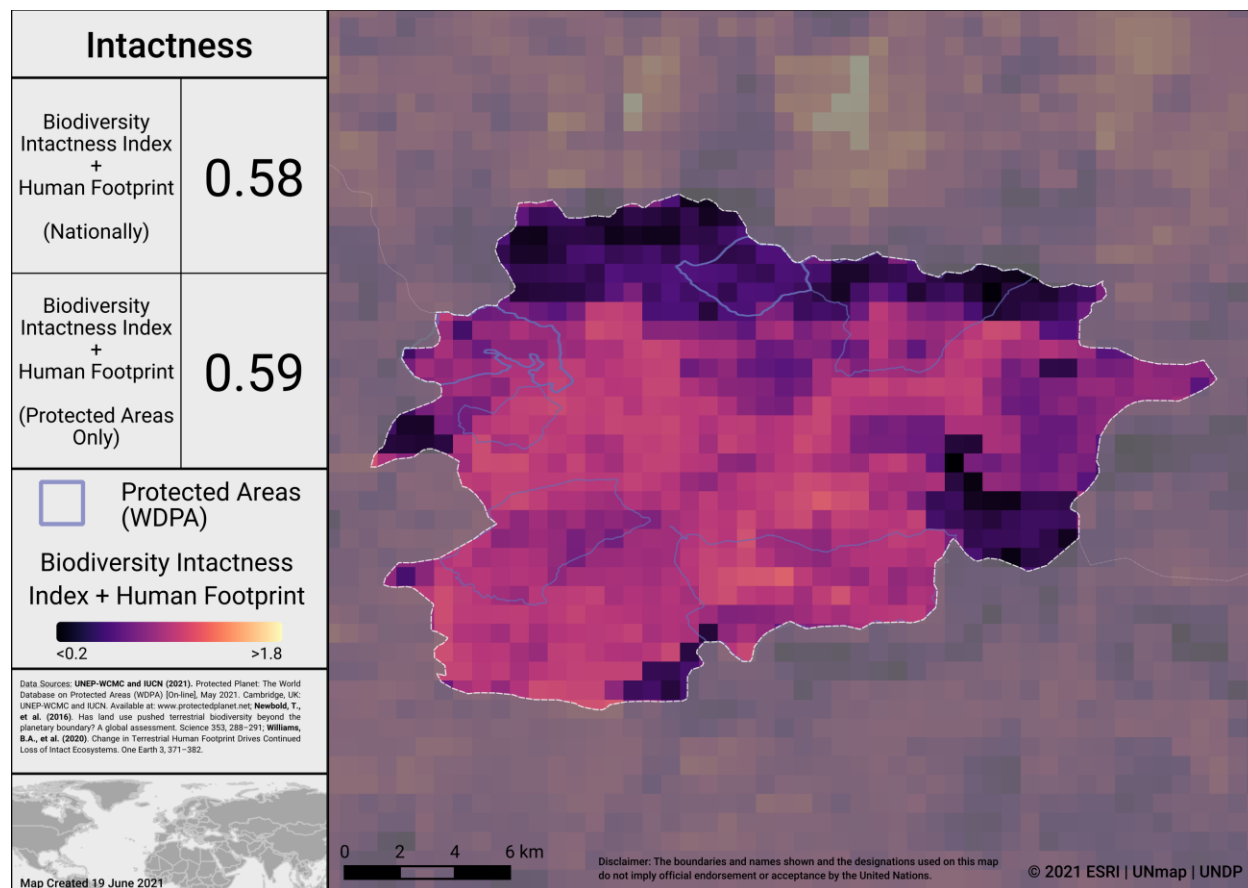 Intactness
Biodiversity
Intactness Index
+
Human Footprint
(Nationally)
0.58
Biodiversity
Intactness Index
+
Human Footprint
(Protected Areas
Only)
0.59
Protected Areas
(WDPA)
Biodiversity Intactness
Index + Human Footprint
<0.2
>1.8
Data Sources: UNEP-WCMC and IUCN (2021). Protected Planet: The World
Database on Protected Areas (WDPA) [On-line], May 2021. Cambridge, UK:
UNEP-WCMC and IUCN. Available at: www.protectedplanet.net; Newbold, T.,
et al. (2016). Has land use pushed terrestrial biodiversity beyond the
planetary boundary? A global assessment. Science 353, 288–291; Williams,
B.A., et al. (2020). Change in Terrestrial Human Footprint Drives Continued
Loss of Intact Ecosystems. One Earth 3, 371–382.
Map Created 19 June 2021
0 2 4 6 km
Disclaimer: The boundaries and names shown and the designations used on this map
do not imply official endorsement or acceptance by the United Nations.
© 2021 ESRI | UNmap | UNDP